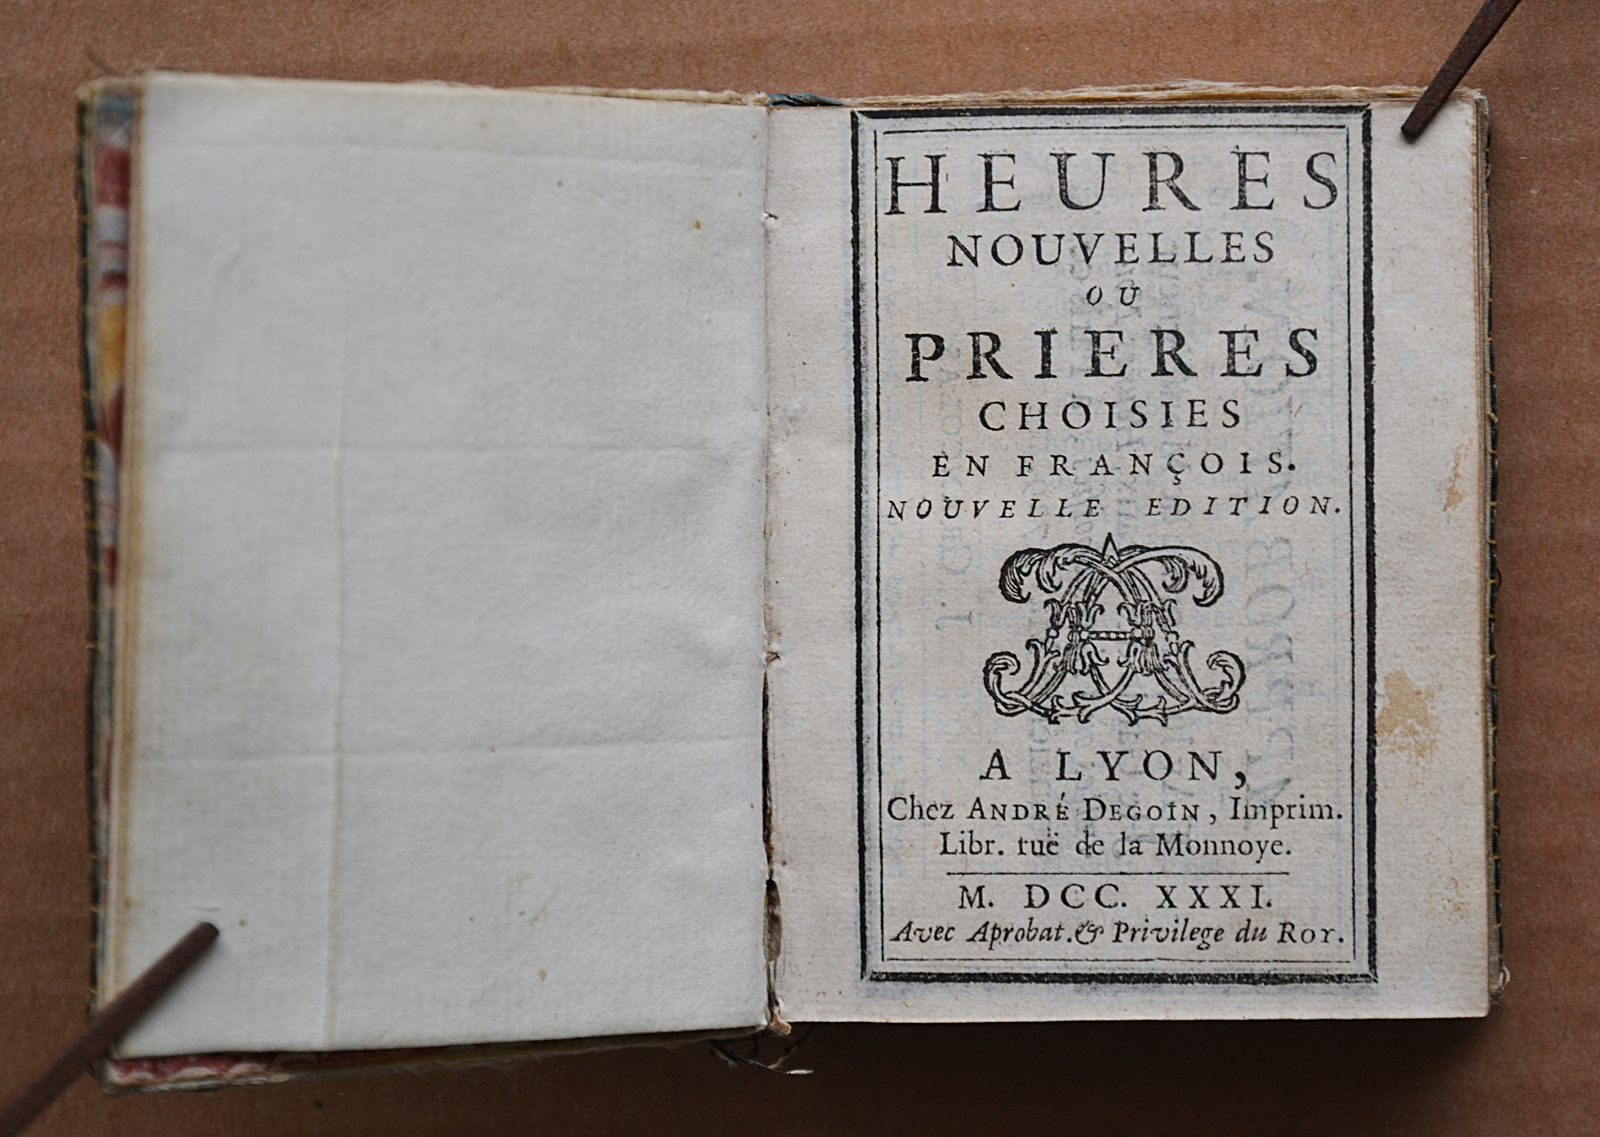 HEURES
NOUVELLES
OU
PRIERES
CHOISIES
EN FRANÇOIS.
NOUVELLE EDITION.
A LYON,
Chez ANDRÉ DEGOIN, Imprim.
Libr. ruë de la Monnoye.
M. DCC. XXXI.
Avec Aprobat. & Privilege du ROY.